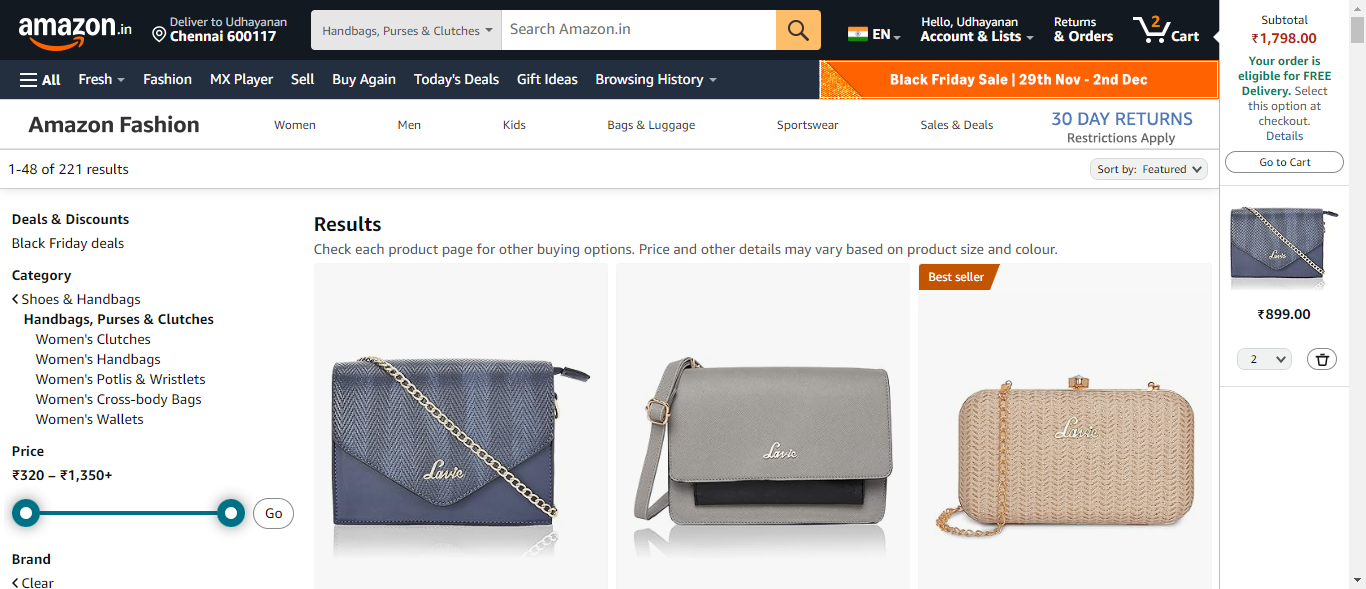 amazon.in
Deliver to Udhayanan
Chennai 600117
Handbags, Purses & Clutches
Search Amazon.in
EN
Hello, Udhayanan
Account & Lists
Returns
& Orders
2
Cart
All
Fresh
Fashion
MX Player
Sell
Buy Again
Today's Deals
Gift Ideas
Browsing History
Black Friday Sale | 29th Nov - 2nd Dec
Amazon Fashion
Women
Men
Kids
Bags & Luggage
Sportswear
Sales & Deals
30 DAY RETURNS
Restrictions Apply
1-48 of 221 results
Sort by: Featured
Deals & Discounts
Black Friday deals
Category
Shoes & Handbags
Handbags, Purses & Clutches
Women's Clutches
Women's Handbags
Women's Potlis & Wristlets
Women's Cross-body Bags
Women's Wallets
Price
₹320 – ₹1,350+
Go
Brand
Clear
Results
Check each product page for other buying options. Price and other details may vary based on product size and colour.
Lavie
Lavie
Best seller
Lavie
Subtotal
₹1,798.00
Your order is
eligible for FREE
Delivery. Select
this option at
checkout.
Details
Go to Cart
Lavie
₹899.00
2